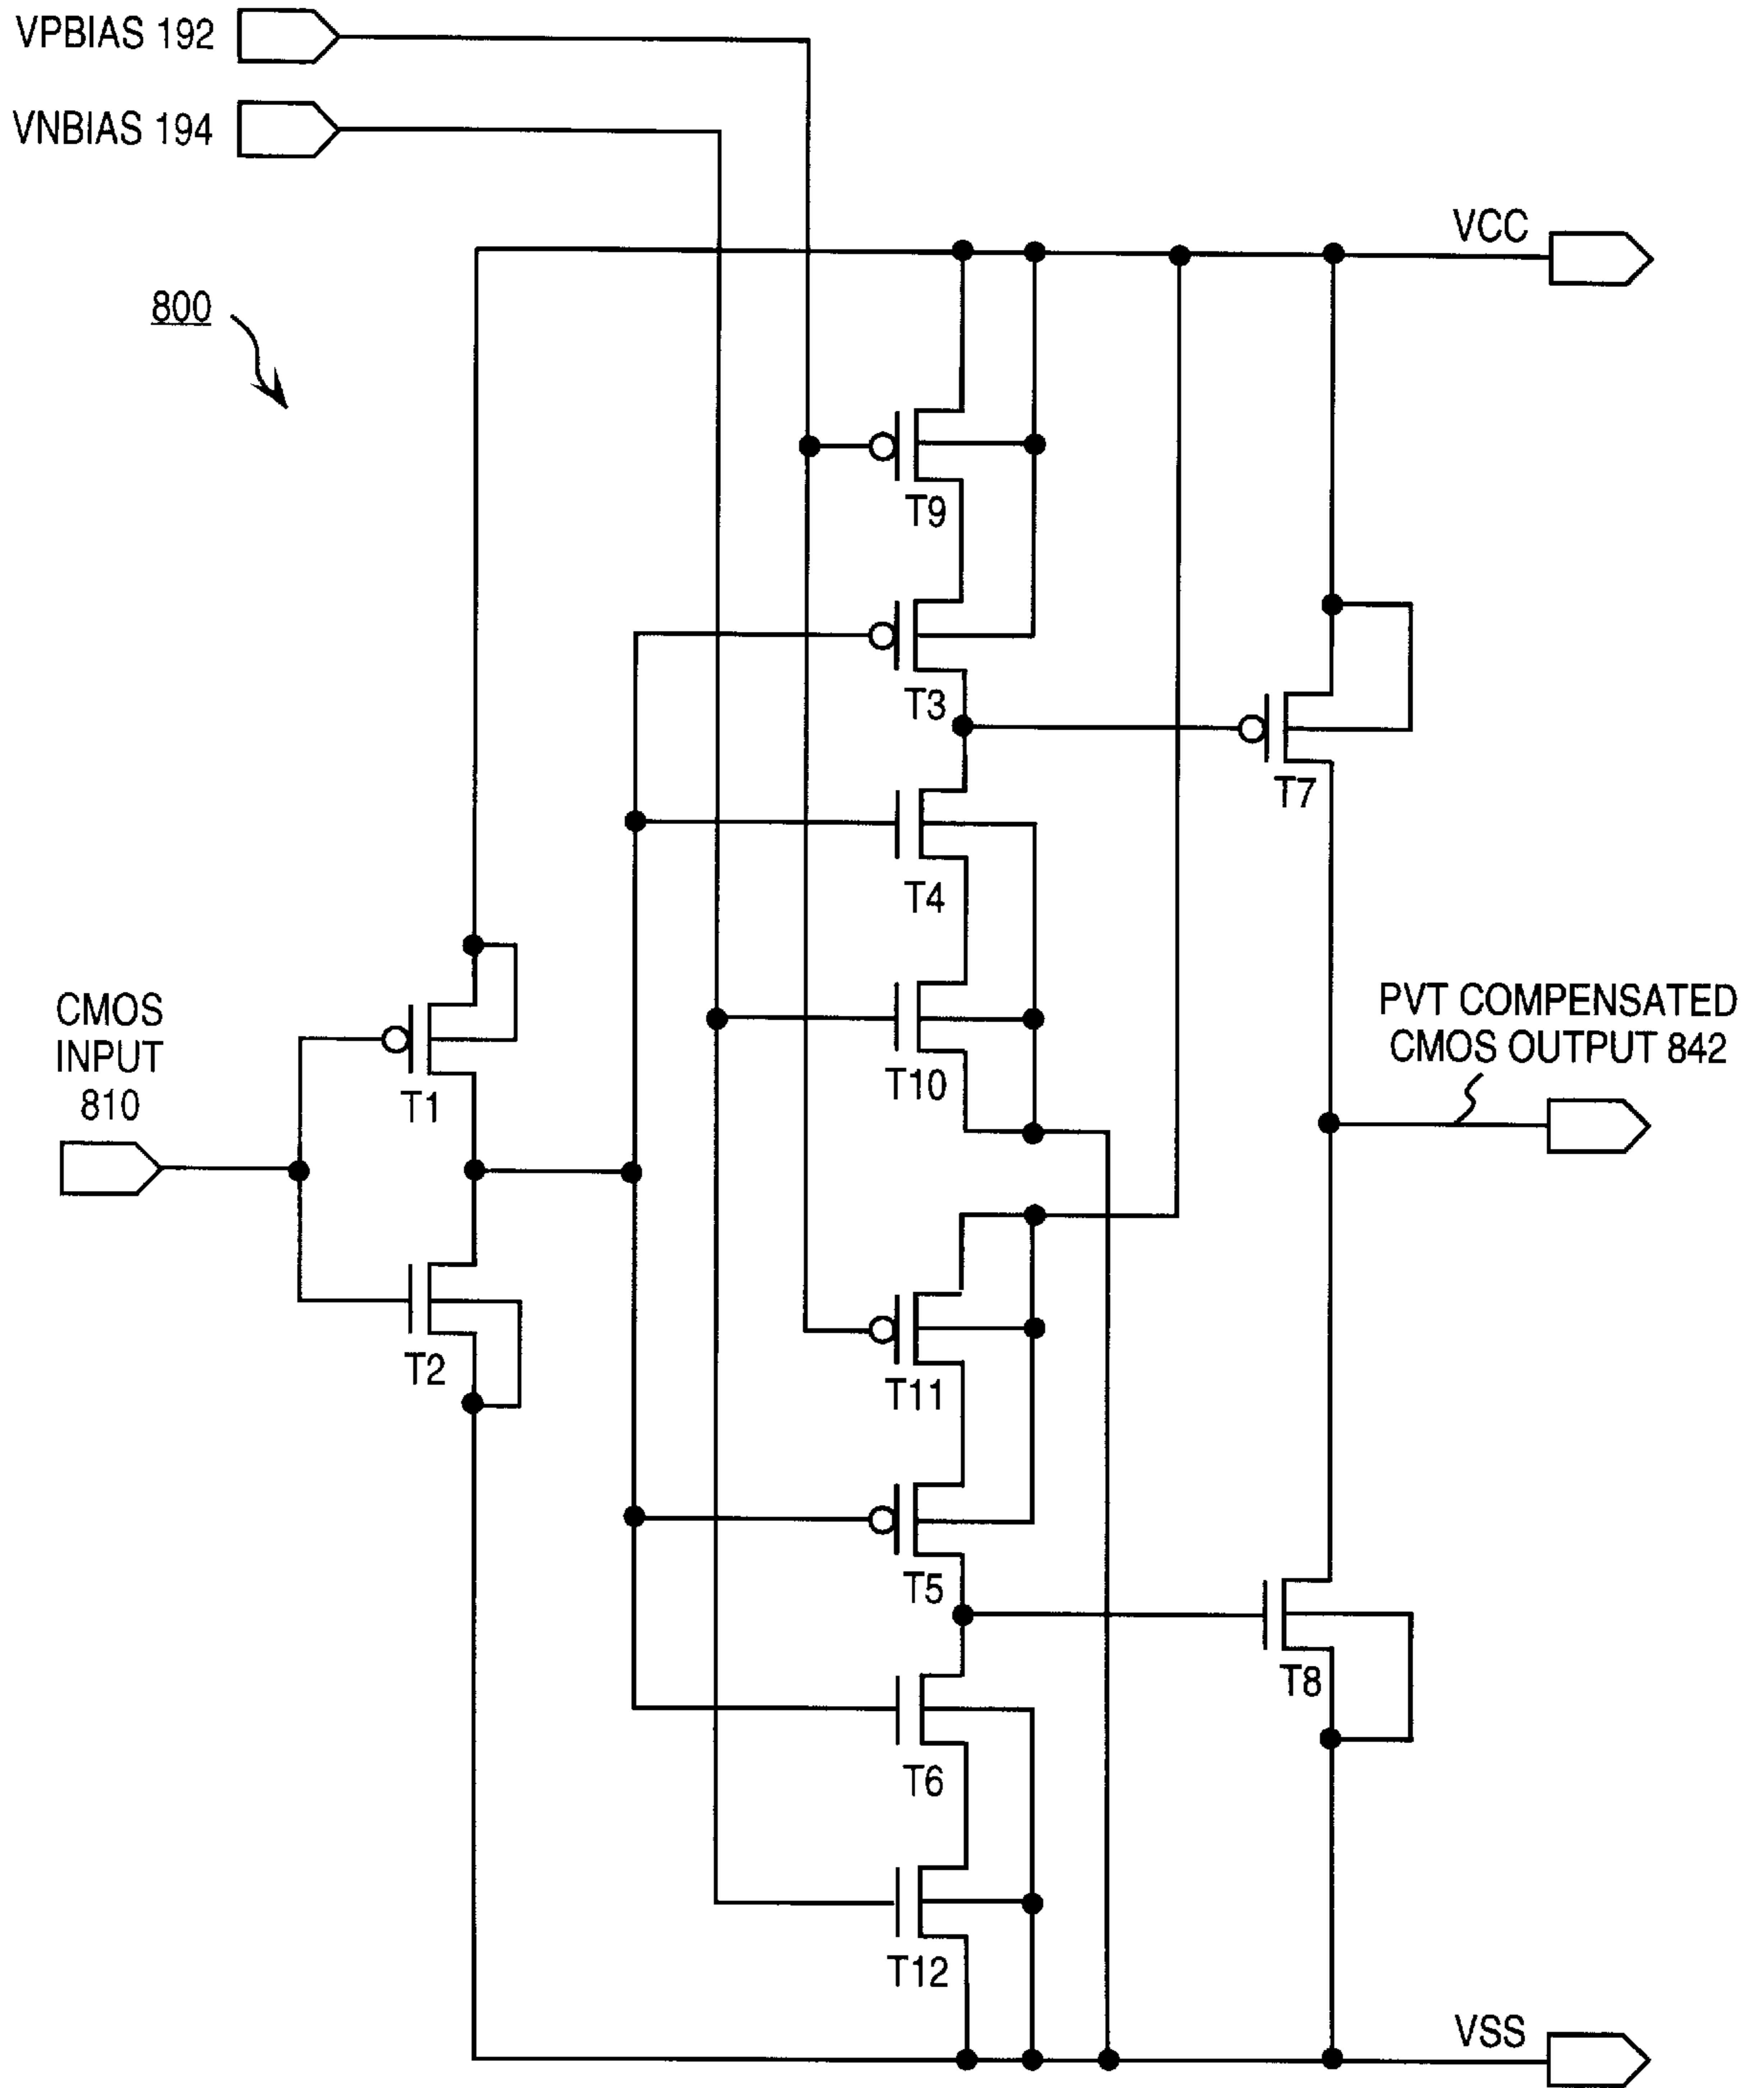 VPBIAS 192
VNBIAS 194
VCC
800
T9
T3
T7
T4
CMOS
INPUT
810
PVT COMPENSATED
CMOS OUTPUT 842
T10
T1
T2
T11
T5
T8
T6
T12
VSS